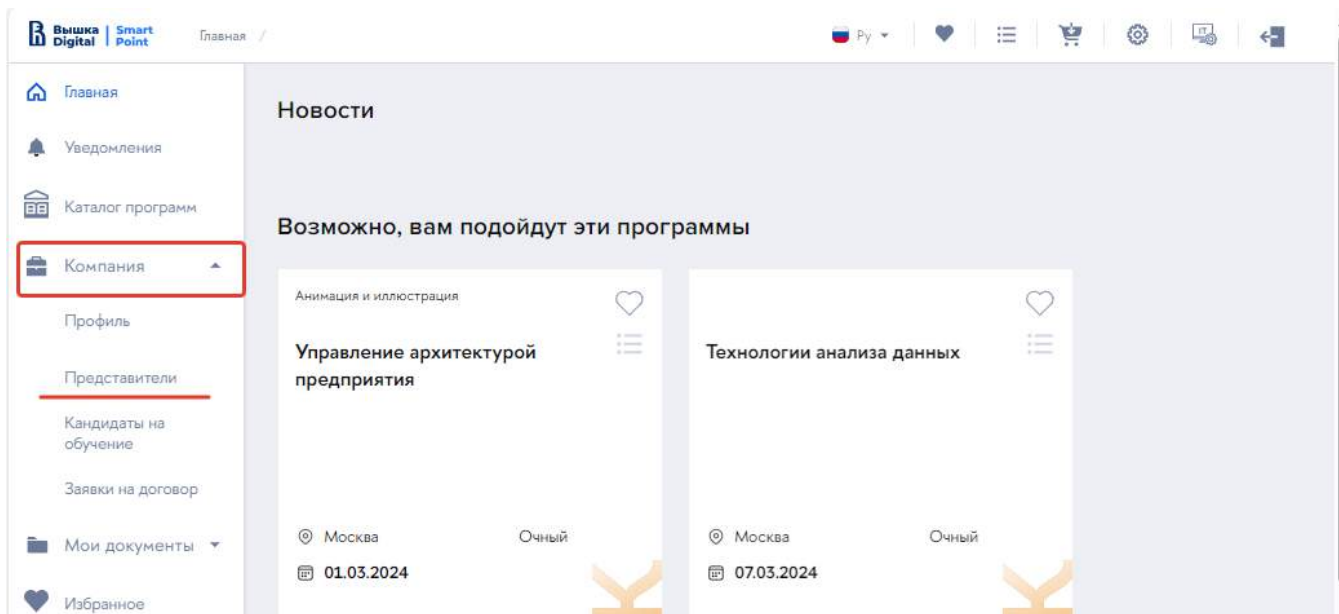 Вышка | Smart
Digital | Point
Главная /
Ру
Главная
Уведомления
Каталог программ
Компания
Профиль
Представители
Кандидаты на
обучение
Заявки на договор
Мои документы
Избранное
Новости
Возможно, вам подойдут эти программы
Анимация и иллюстрация
Управление архитектурой
предприятия
Москва Очный
01.03.2024
Технологии анализа данных
Москва Очный
07.03.2024